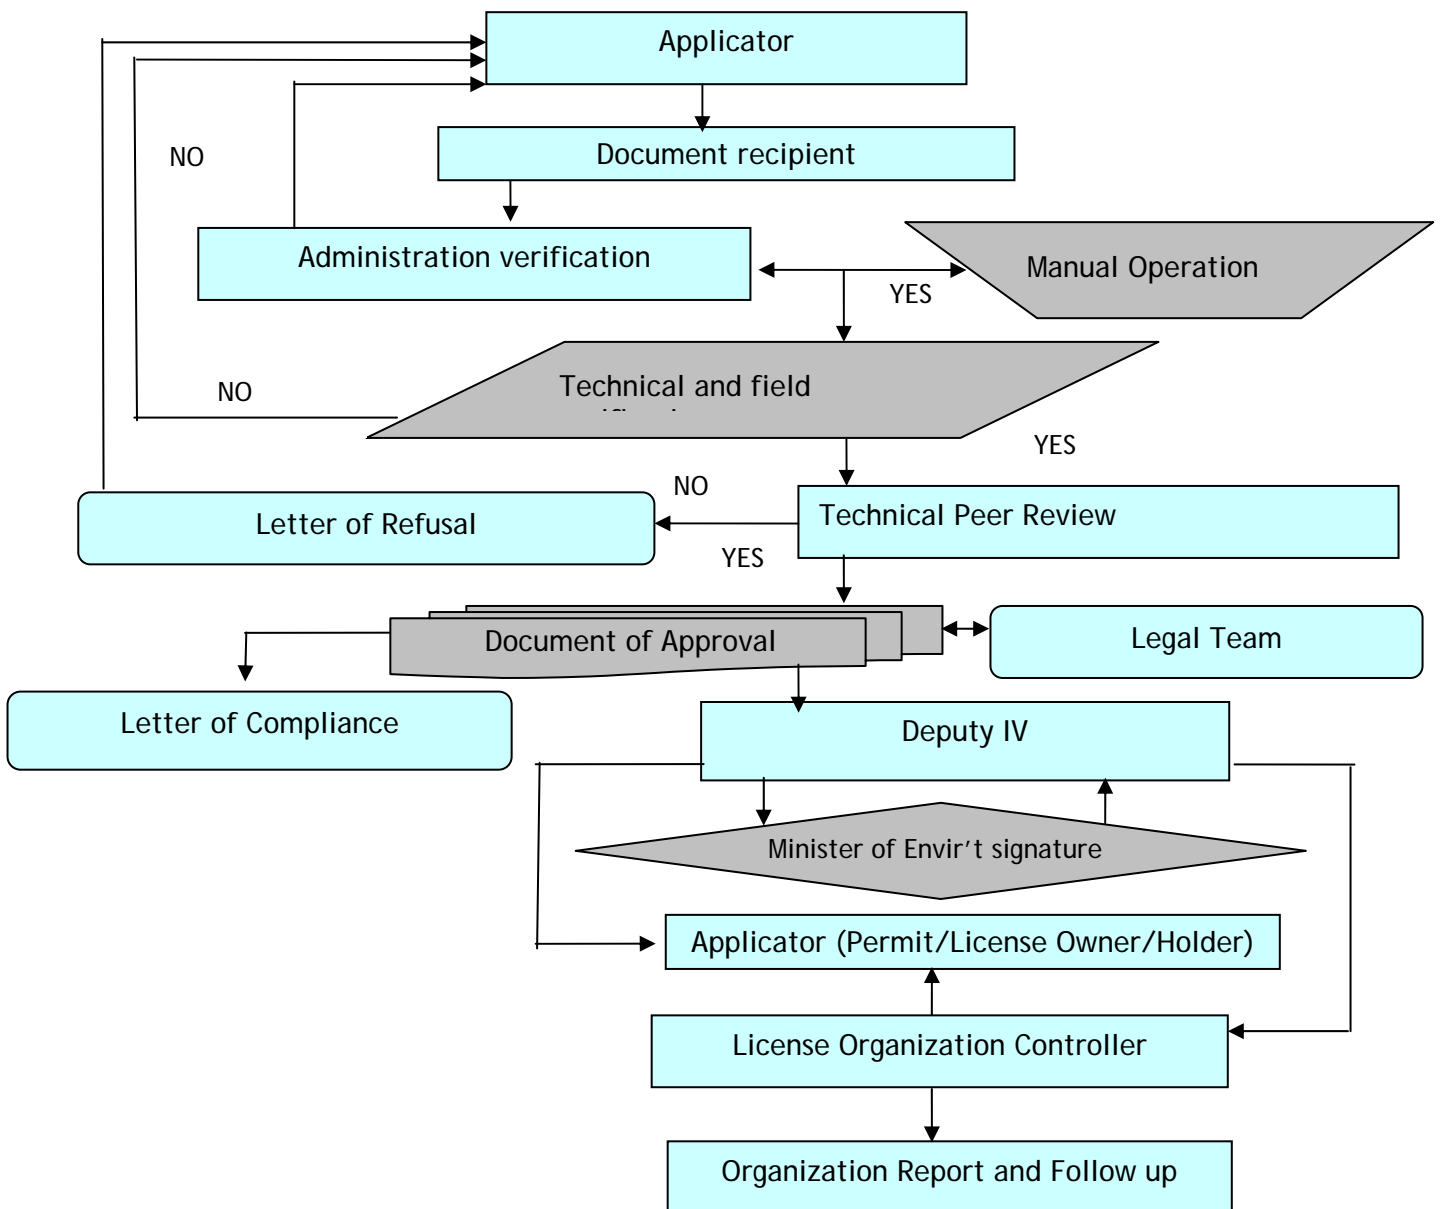 Applicator
Document recipient
NO
Administration verification
Manual Operation
YES
Technical and field
NO
YES
NO
Technical Peer Review
Letter of Refusal
YES
Document of Approval
Legal Team
Letter of Compliance
Deputy IV
Minister of Envir't signature
Applicator (Permit/License Owner/Holder)
License Organization Controller
Organization Report and Follow up